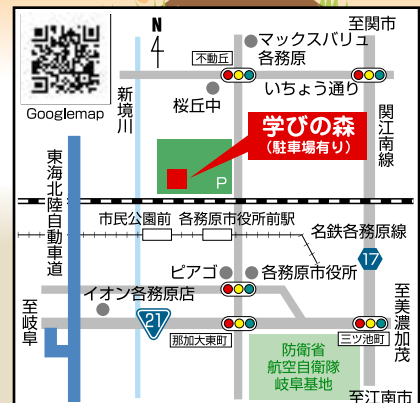 至関市
N
マックスバリュ
各務原
不動丘
Googlemap
新境川
桜丘中
いちょう通り
関江南線
学びの森
(駐車場有り)
P
東海北陸自動車道
市民公園前
各務原市役所前駅
名鉄各務原線
17
ピアゴ
各務原市役所
イオン各務原店
至岐阜
21
那加大東町
三ツ池町
至美濃加茂
防衛省
航空自衛隊
岐阜基地
至江南市